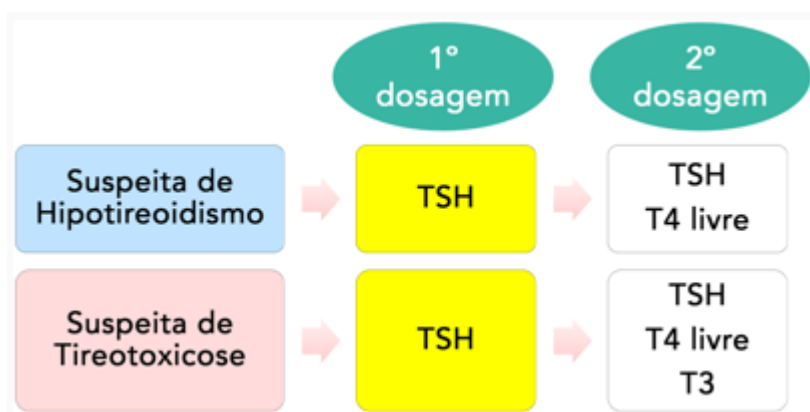 1º
dosagem
2º
dosagem
Suspeita de
Hipotireoidismo
TSH
TSH
T4 livre
Suspeita de
Tireotoxicose
TSH
TSH
T4 livre
T3